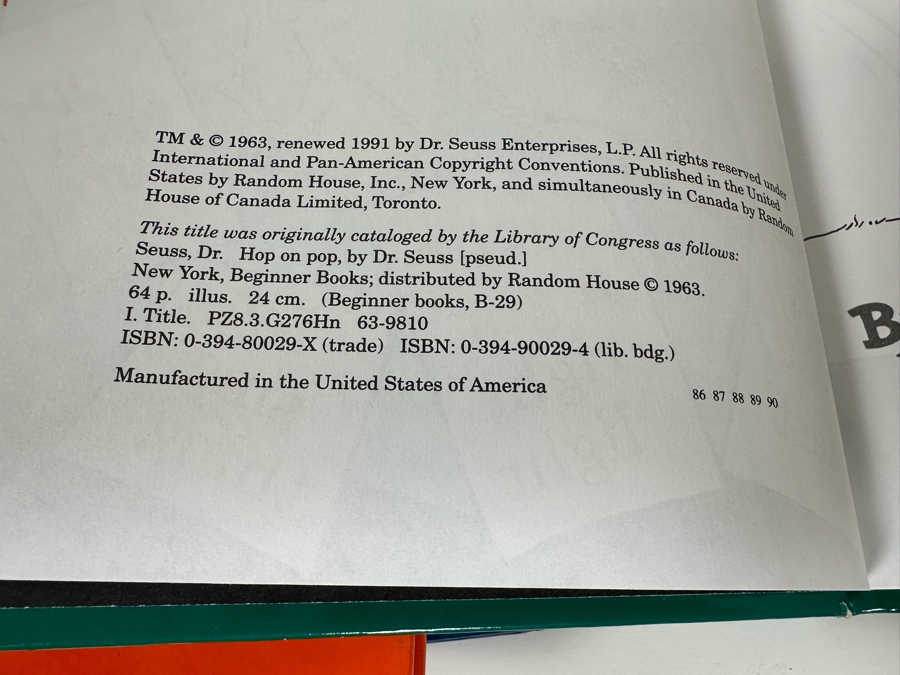 TM & © 1963, renewed 1991 by Dr. Seuss Enterprises, L.P. All rights reserved under
International and Pan-American Copyright Conventions. Published in the United
States by Random House, Inc., New York, and simultaneously in Canada by Random
House of Canada Limited, Toronto.
This title was originally cataloged by the Library of Congress as follows:
Seuss, Dr. Hop on pop, by Dr. Seuss [pseud.]
New York, Beginner Books; distributed by Random House © 1963.
64 p. illus. 24 cm. (Beginner books, B-29)
I. Title. PZ8.3.G276Hn 63-9810
ISBN: 0-394-80029-X (trade) ISBN: 0-394-90029-4 (lib. bdg.)
Manufactured in the United States of America
86 87 88 89 90